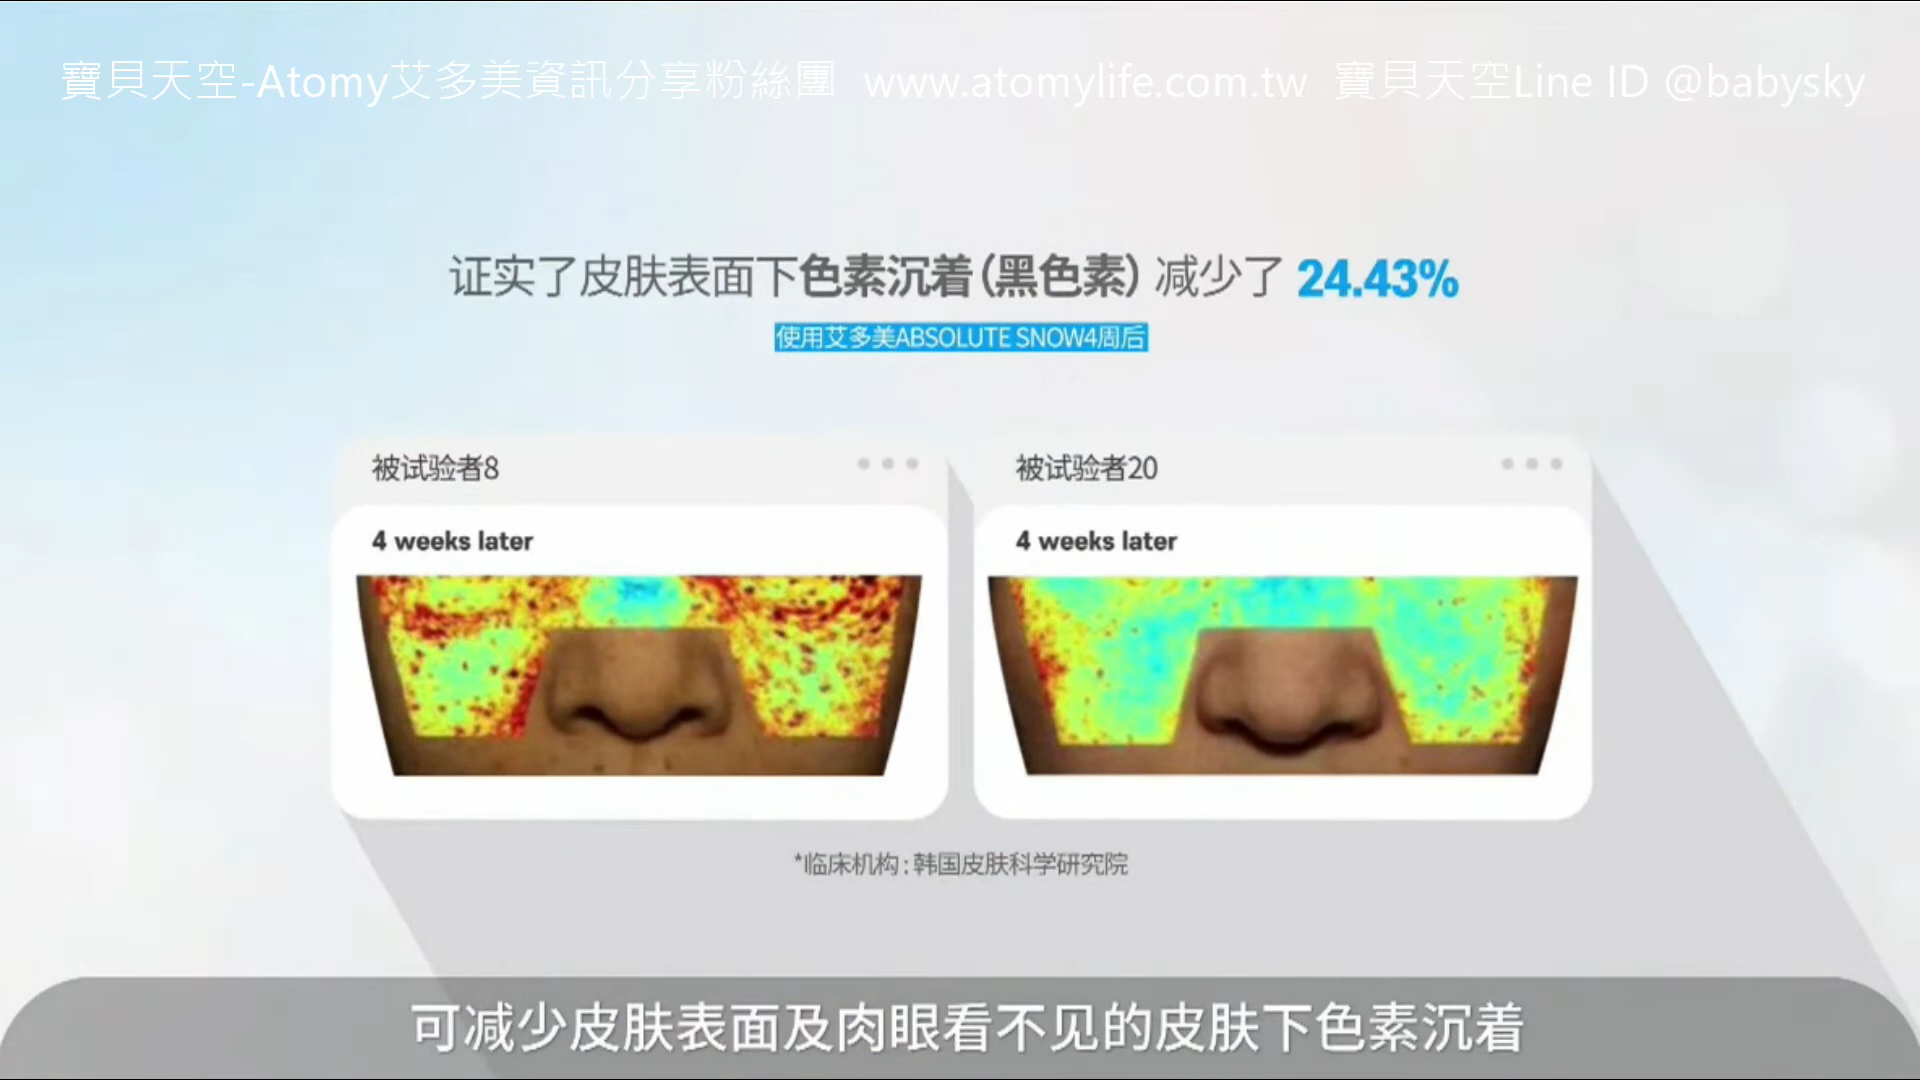 寶貝天空-Atomy艾多美資訊分享粉絲團 www.atomylife.com.tw 寶貝天空Line ID @babysky
证实了皮肤表面下色素沉着(黑色素) 减少了 24.43%
使用艾多美ABSOLUTE SNOW4周后
被试验者8
4 weeks later
被试验者20
4 weeks later
*临床机构:韩国皮肤科学研究院
可减少皮肤表面及肉眼看不见的皮肤下色素沉着